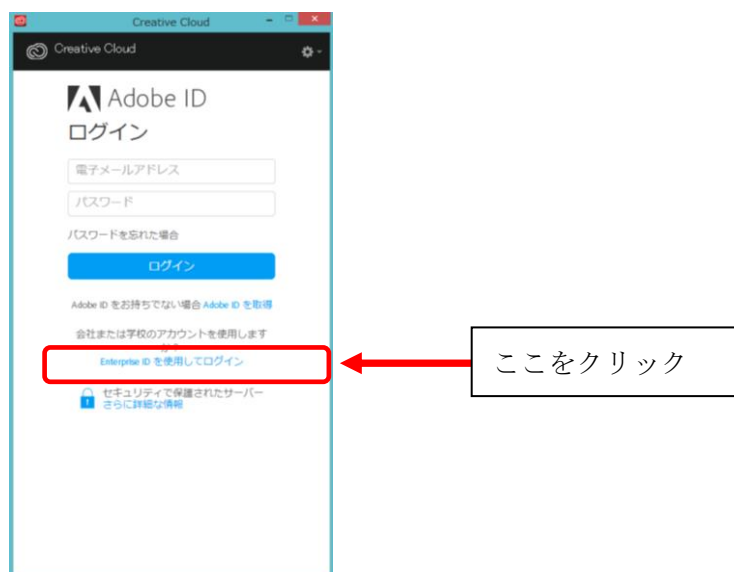 Creative Cloud
Creative Cloud
Adobe ID
ログイン
電子メールアドレス
パスワード
パスワードを忘れた場合
ログイン
Adobe ID をお持ちでない場合 Adobe ID を取得
会社または学校のアカウントを使用します
Enterprise ID を使用してログイン
ここをクリック
セキュリティで保護されたサーバー
さらに詳細な情報